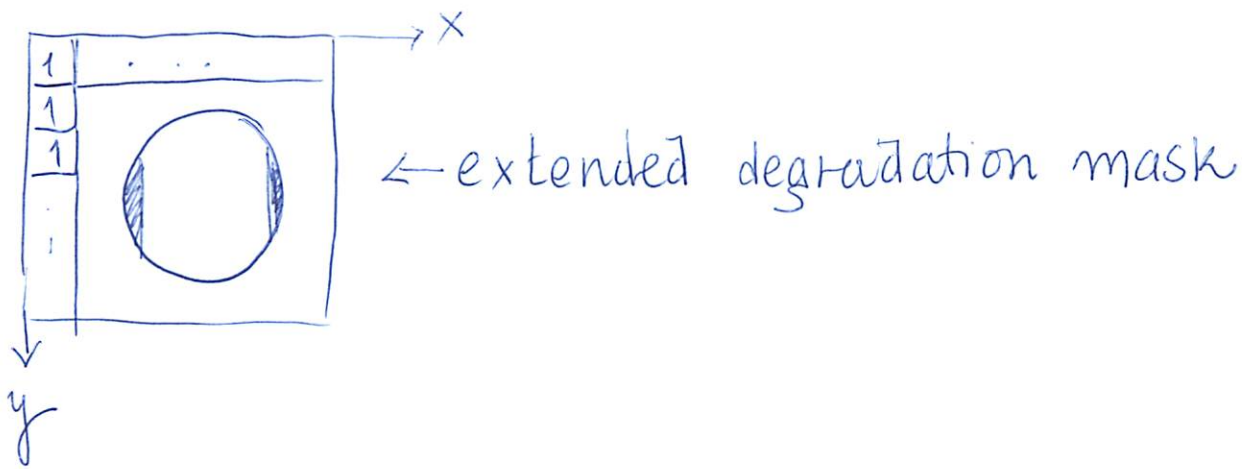 x
1 . . .
1
1
.
.
← extended degradation mask
y